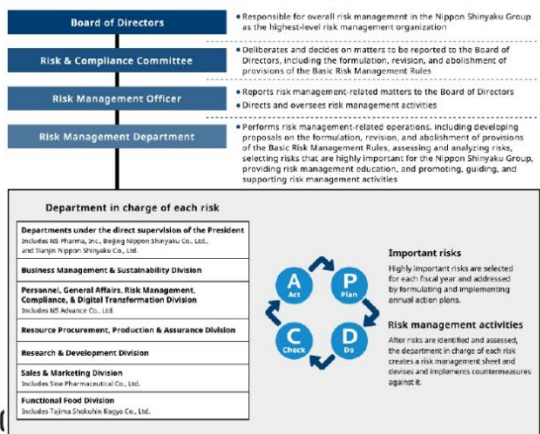 Board of Directors
• Responsible for overall risk management in the Nippon Shinyaku Group
as the highest-level risk management organization
Risk & Compliance Committee
• Deliberates and decides on matters to be reported to the Board of
Directors, including the formulation, revision, and abolishment of
provisions of the Basic Risk Management Rules
Risk Management Officer
• Reports risk management-related matters to the Board of Directors
• Directs and oversees risk management activities
Risk Management Department
• Performs risk management-related operations, including developing
proposals on the formulation, revision, and abolishment of provisions
of the Basic Risk Management Rules, assessing and analyzing risks,
selecting risks that are highly important for the Nippon Shinyaku Group,
providing risk management education, and promoting, guiding, and
supporting risk management activities
Department in charge of each risk
Departments under the direct supervision of the President
Includes NS Pharma, Inc., Beijing Nippon Shinyaku Co., Ltd.,
and Tianjin Nippon Shinyaku Co., Ltd.
Business Management & Sustainability Division
Personnel, General Affairs, Risk Management,
Compliance, & Digital Transformation Division
Includes NS Advance Co., Ltd.
Resource Procurement, Production & Assurance Division
Research & Development Division
Sales & Marketing Division
Includes Sioe Pharmaceutical Co., Ltd.
Functional Food Division
Includes Tajima Shokuhin Kogyo Co., Ltd.
A
Act
P
Plan
C
Check
D
Do
Important risks
Highly important risks are selected
for each fiscal year and addressed
by formulating and implementing
annual action plans.
Risk management activities
After risks are identified and assessed,
the department in charge of each risk
creates a risk management sheet and
devises and implements countermeasures
against it.